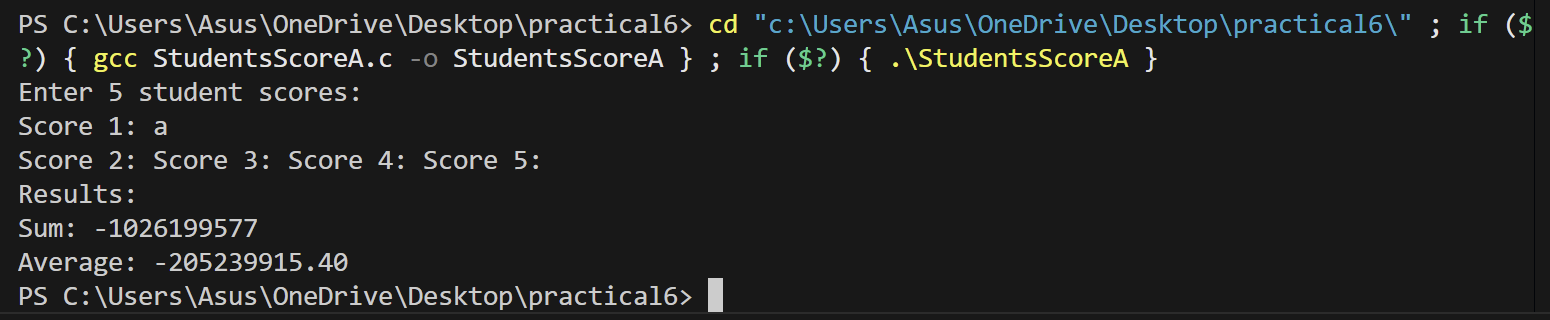 PS C:\Users\Asus\OneDrive\Desktop\practical6> cd "c:\Users\Asus\OneDrive\Desktop\practical6\" ; if ($
?) { gcc StudentsScoreA.c -o StudentsScoreA } ; if ($?) { .\StudentsScoreA }
Enter 5 student scores:
Score 1: a
Score 2: Score 3: Score 4: Score 5:
Results:
Sum: -1026199577
Average: -205239915.40
PS C:\Users\Asus\OneDrive\Desktop\practical6>